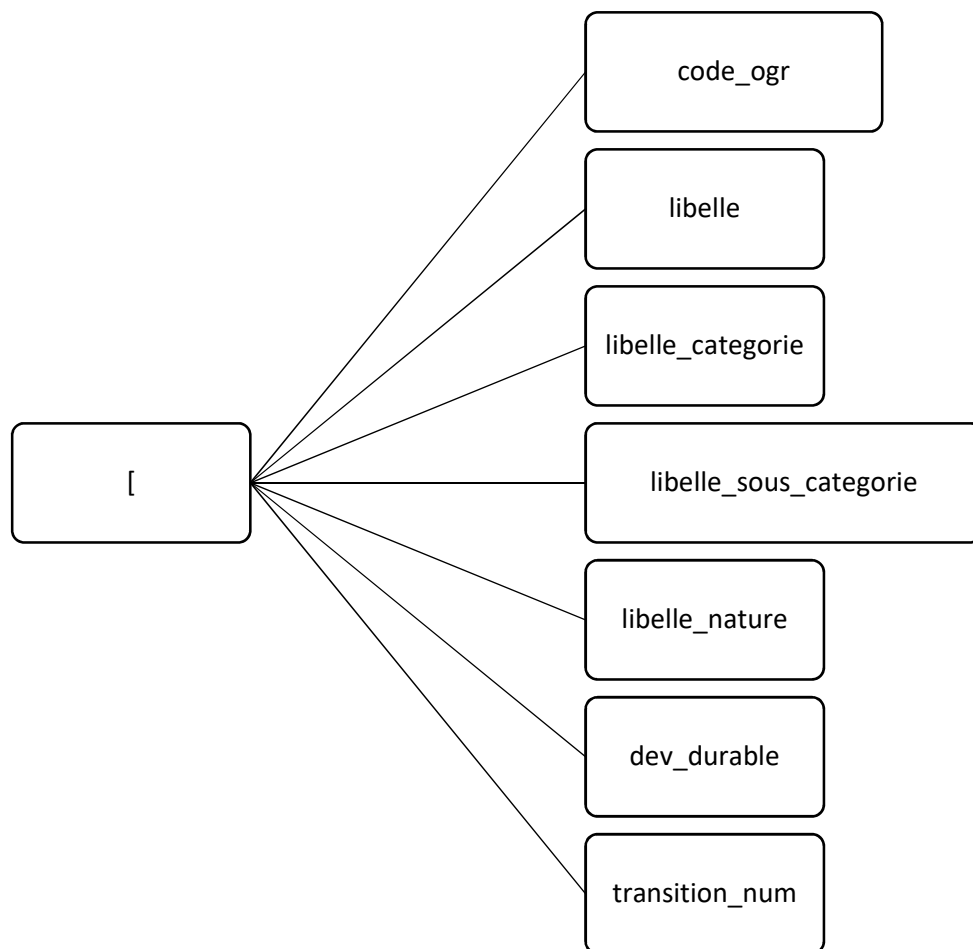 code_ogr
libelle
libelle_categorie
[
libelle_sous_categorie
libelle_nature
dev_durable
transition_num